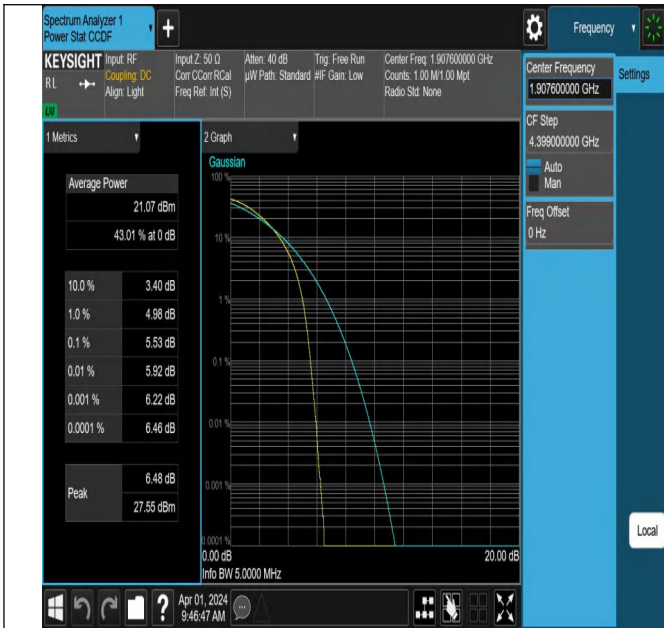 Spectrum Analyzer 1
Power Stat CCDF
Frequency
KEYSIGHT
RL
LXI
Input: RF
Coupling: DC
Align: Light
Input Z: 50 Ω
Corr CCorr RCal
Freq Ref: Int (S)
Atten: 40 dB
µW Path: Standard
Trig: Free Run
#IF Gain: Low
Center Freq: 1.907600000 GHz
Counts: 1.00 M/1.00 Mpt
Radio Std: None
Center Frequency
1.907600000 GHz
Settings
CF Step
4.399000000 GHz
Auto
Man
Freq Offset
0 Hz
Local
1 Metrics
Average Power
21.07 dBm
43.01 % at 0 dB
10.0 % 3.40 dB
1.0 % 4.98 dB
0.1 % 5.53 dB
0.01 % 5.92 dB
0.001 % 6.22 dB
0.0001 % 6.46 dB
Peak
6.48 dB
27.55 dBm
2 Graph
Gaussian
100 %
10 %
1 %
0.1 %
0.01 %
0.001 %
0.0001 %
0.00 dB 20.00 dB
Info BW 5.0000 MHz
?
Apr 01, 2024
9:46:47 AM